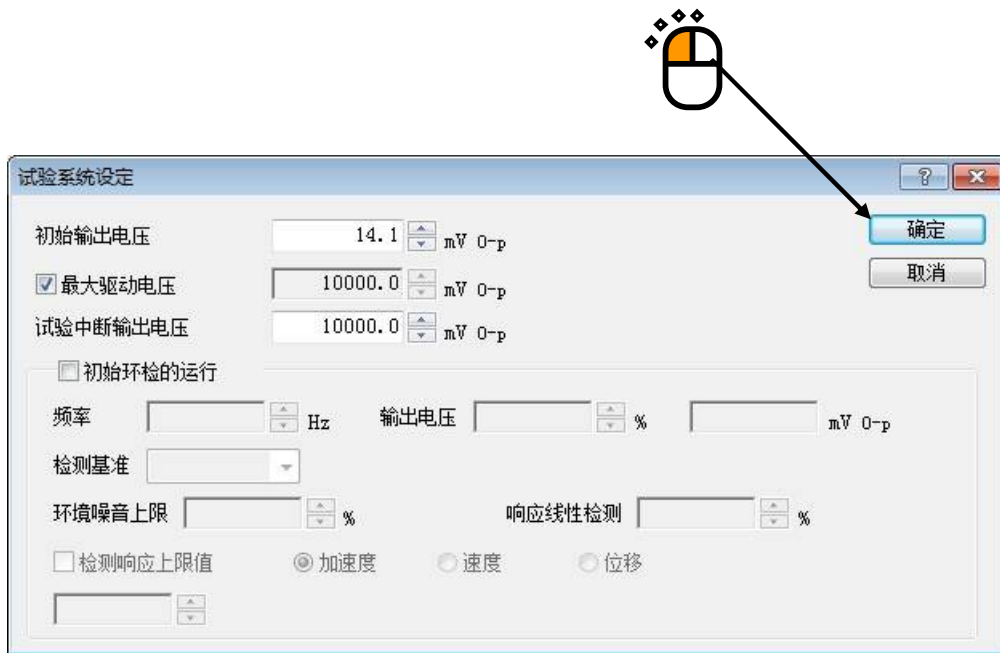 试验系统设定
初始输出电压 14.1 mV 0-p
确定
最大驱动电压 10000.0 mV 0-p
取消
试验中断输出电压 10000.0 mV 0-p
初始环检的运行
频率 Hz 输出电压 % mV 0-p
检测基准
环境噪音上限 % 响应线性检测 %
检测响应上限值 加速度 速度 位移